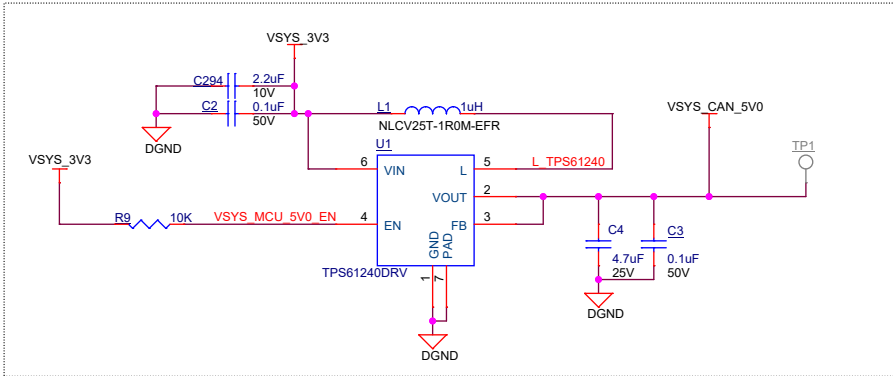 VSYS_3V3
C294
2.2uF
10V
C2
0.1uF
50V
L1
1uH
NLCV25T-1R0M-EFR
VSYS_CAN_5V0
DGND
U1
TP1
VSYS_3V3
6
VIN
L
5
L_TPS61240
VOUT
2
R9
10K
VSYS_MCU_5V0_EN
4
EN
FB
3
C4
4.7uF
25V
C3
0.1uF
50V
GND
PAD
TPS61240DRV
1
7
DGND
DGND